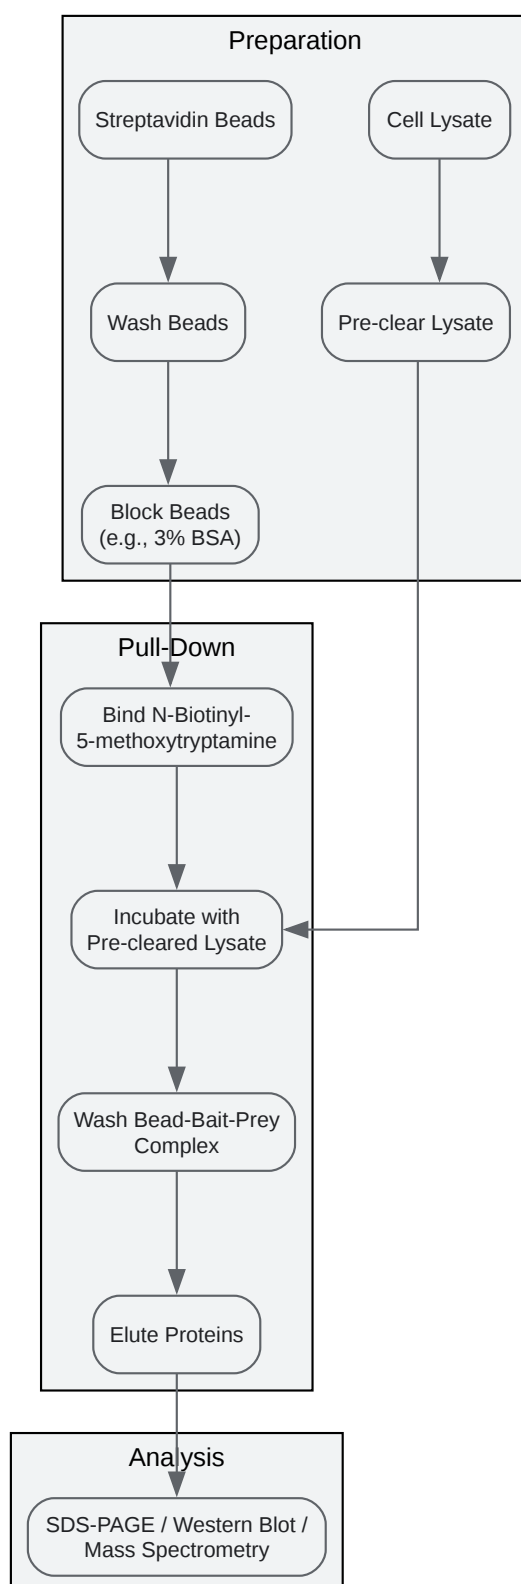 Preparation
Streptavidin Beads
Cell Lysate
Wash Beads
Pre-clear Lysate
Block Beads
(e.g., 3% BSA)
Pull-Down
Bind N-Biotinyl-
5-methoxytryptamine
Incubate with
Pre-cleared Lysate
Wash Bead-Bait-Prey
Complex
Elute Proteins
Analysis
SDS-PAGE / Western Blot /
Mass Spectrometry